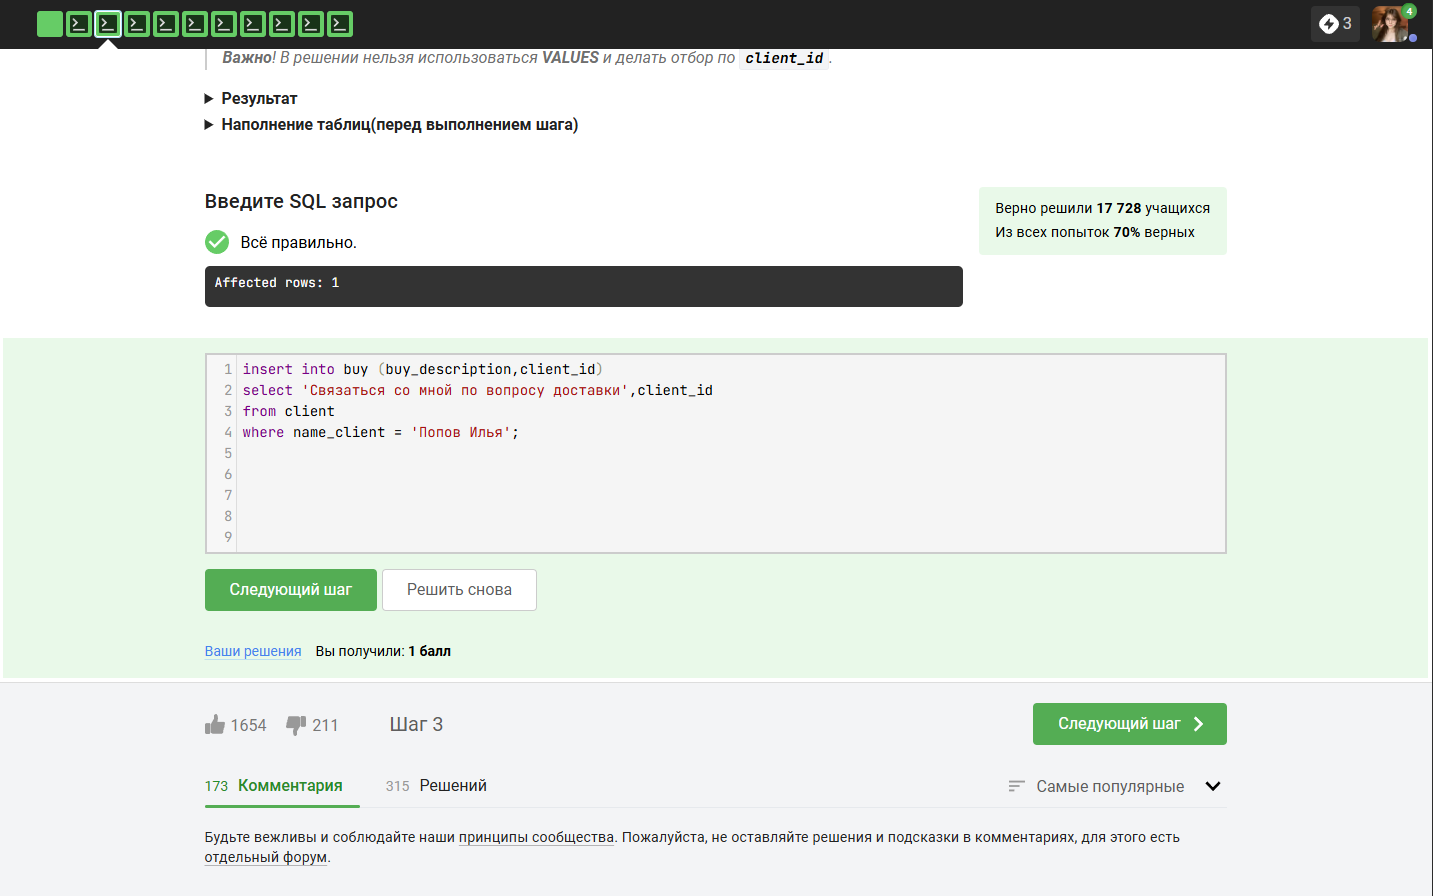 3
4
Важно! В решении нельзя использоваться VALUES и делать отбор по client_id.
Результат
Наполнение таблиц(перед выполнением шага)
Введите SQL запрос
Верно решили 17 728 учащихся
Из всех попыток 70% верных
Всё правильно.
Affected rows: 1
1 insert into buy (buy_description,client_id)
2 select 'Связаться со мной по вопросу доставки',client_id
3 from client
4 where name_client = 'Попов Илья';
5
6
7
8
9
Следующий шаг
Решить снова
Ваши решения Вы получили: 1 балл
1654 211 Шаг 3
Следующий шаг
173 Комментария 315 Решений
Самые популярные
Будьте вежливы и соблюдайте наши принципы сообщества. Пожалуйста, не оставляйте решения и подсказки в комментариях, для этого есть
отдельный форум.